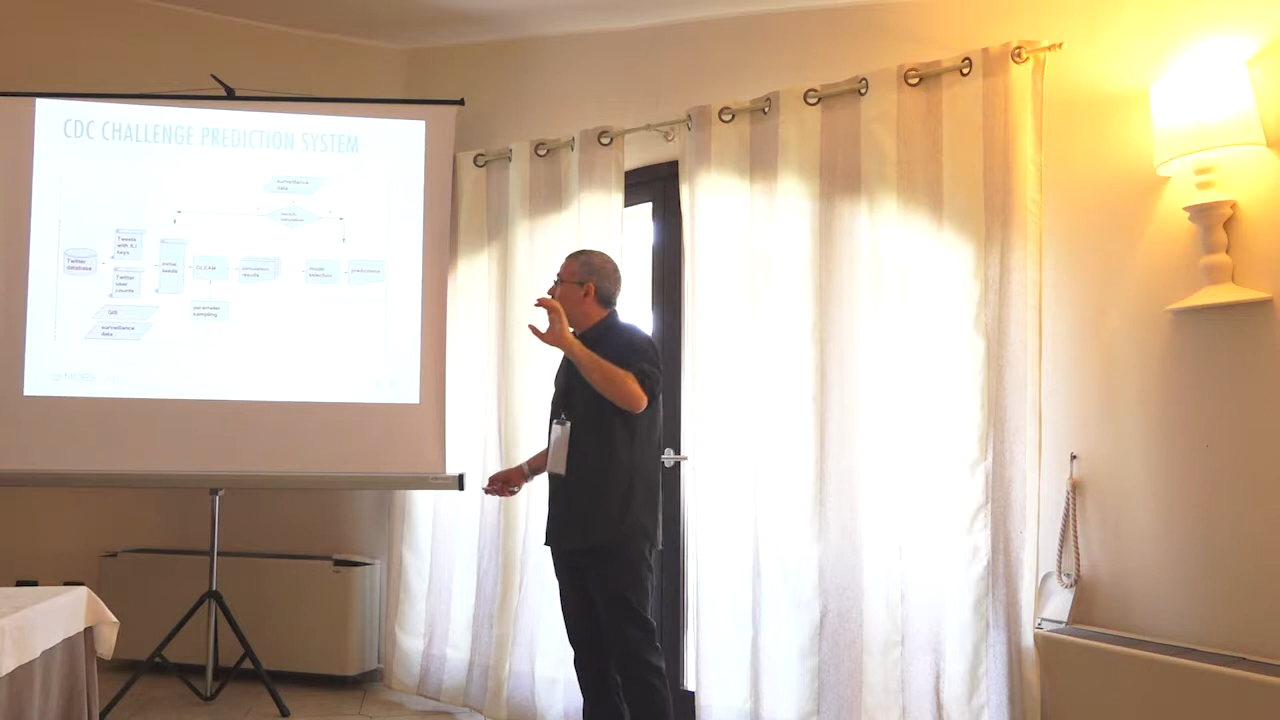 CDC CHALLENGE PREDICTION SYSTEM
surveillance
data
Twitter
database
Tweets
with ILI
keys
Twitter
user
counts
GIS
surveillance
data
initial
seeds
GLEAM
parameter
sampling
simulation
results
model
selection
predictions